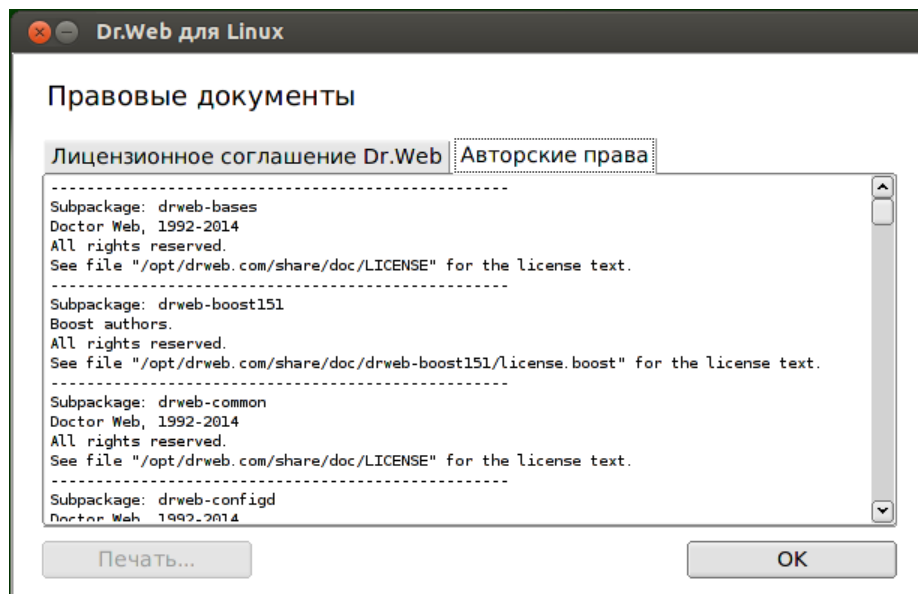 Dr.Web для Linux
Правовые документы
Лицензионное соглашение Dr.Web Авторские права
--------------------------------------------------
Subpackage: drweb-bases
Doctor Web, 1992-2014
All rights reserved.
See file "/opt/drweb.com/share/doc/LICENSE" for the license text.
--------------------------------------------------
Subpackage: drweb-boost151
Boost authors.
All rights reserved.
See file "/opt/drweb.com/share/doc/drweb-boost151/license.boost" for the license text.
--------------------------------------------------
Subpackage: drweb-common
Doctor Web, 1992-2014
All rights reserved.
See file "/opt/drweb.com/share/doc/LICENSE" for the license text.
--------------------------------------------------
Subpackage: drweb-configd
Doctor Web, 1992-2014
Печать... OK